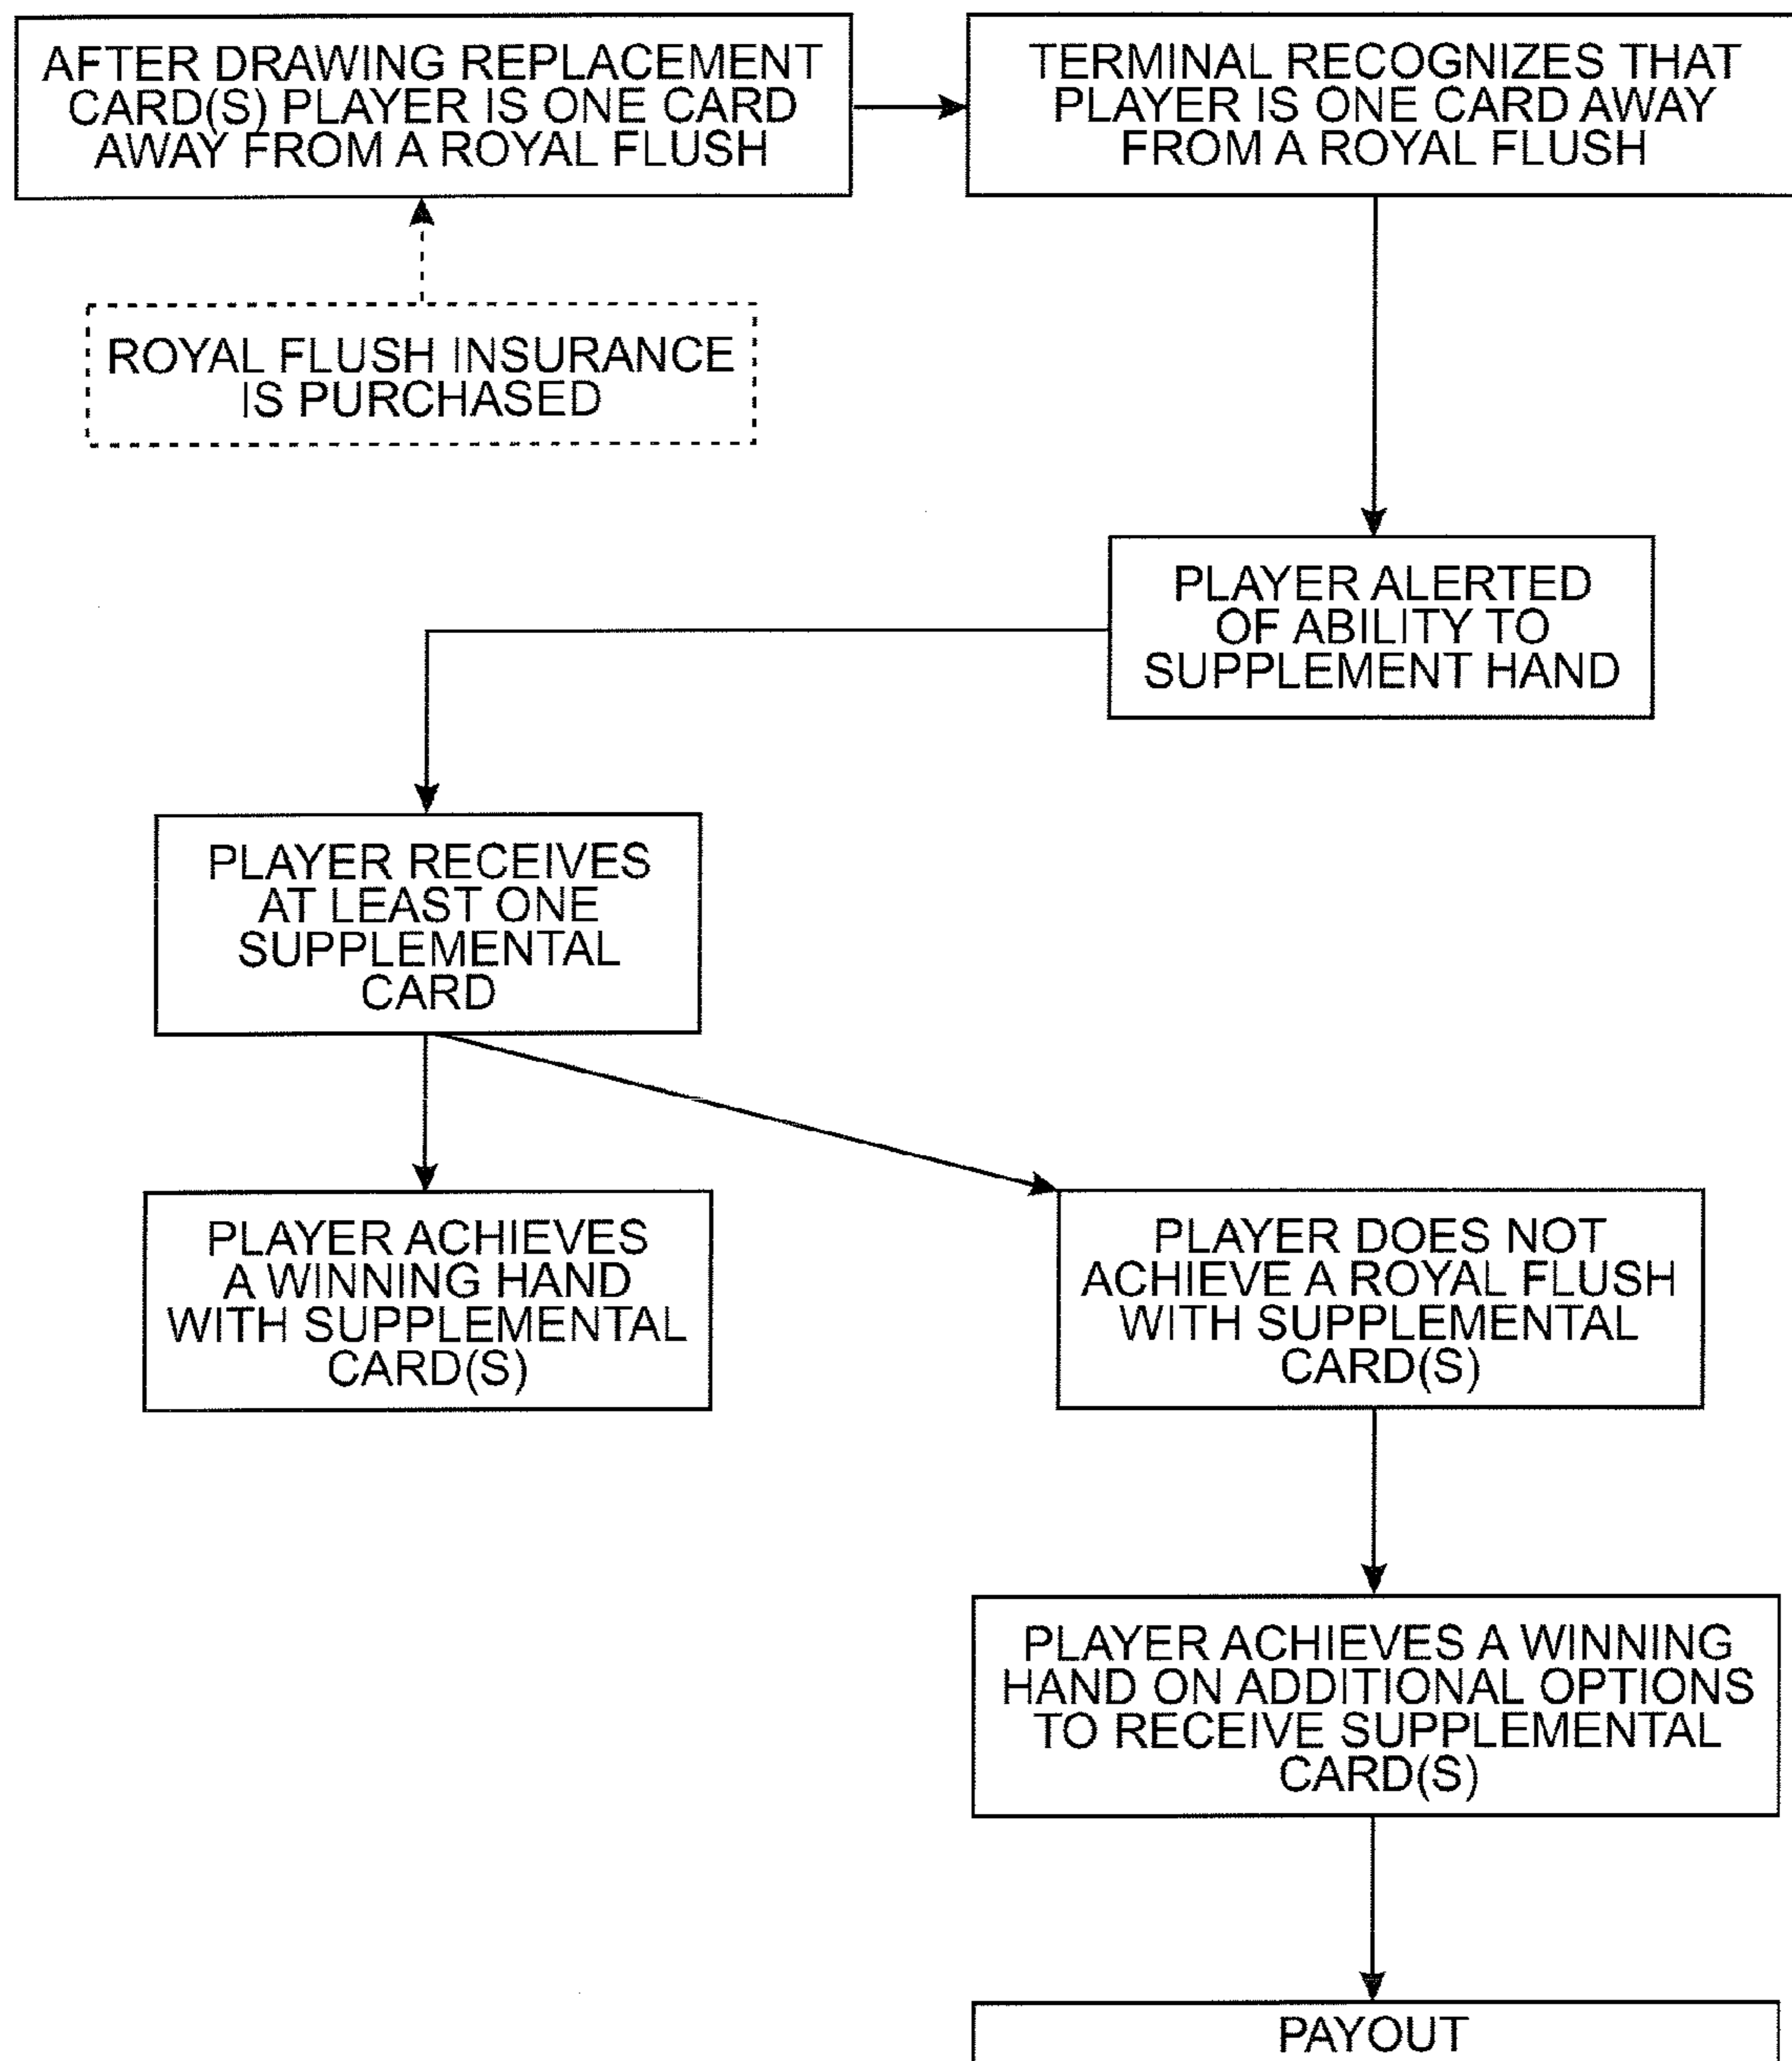 AFTER DRAWING REPLACEMENT
CARD(S) PLAYER IS ONE CARD
AWAY FROM A ROYAL FLUSH
TERMINAL RECOGNIZES THAT
PLAYER IS ONE CARD AWAY
FROM A ROYAL FLUSH
ROYAL FLUSH INSURANCE
IS PURCHASED
PLAYER ALERTED
OF ABILITY TO
SUPPLEMENT HAND
PLAYER RECEIVES
AT LEAST ONE
SUPPLEMENTAL
CARD
PLAYER ACHIEVES
A WINNING HAND
WITH SUPPLEMENTAL
CARD(S)
PLAYER DOES NOT
ACHIEVE A ROYAL FLUSH
WITH SUPPLEMENTAL
CARD(S)
PLAYER ACHIEVES A WINNING
HAND ON ADDITIONAL OPTIONS
TO RECEIVE SUPPLEMENTAL
CARD(S)
PAYOUT